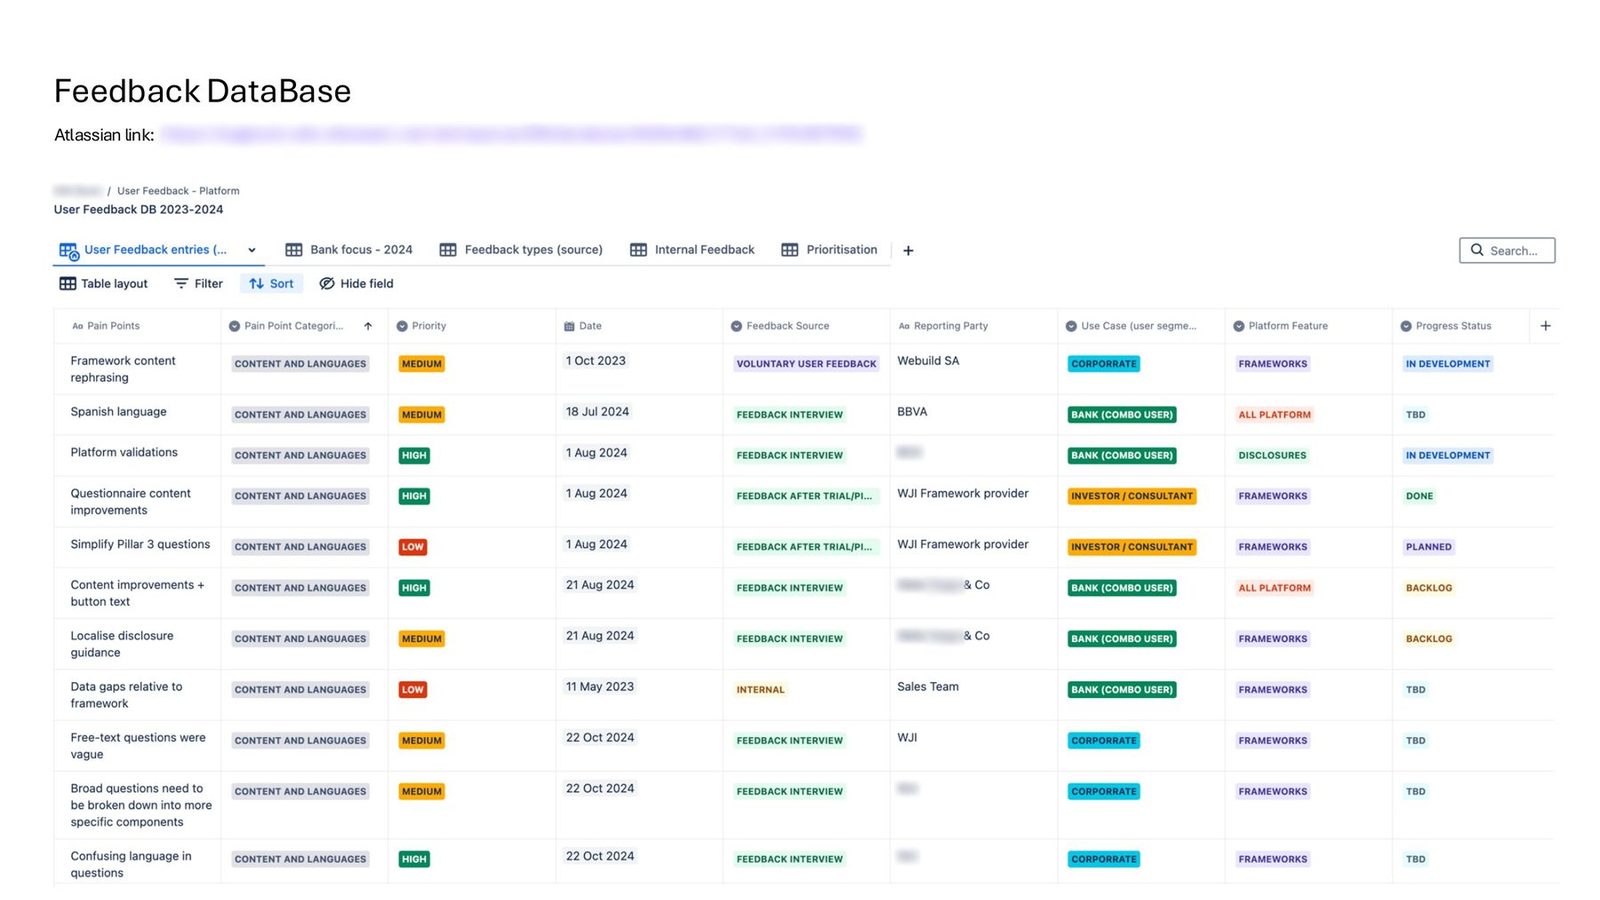 Feedback DataBase
Atlassian link:
/ User Feedback - Platform
User Feedback DB 2023-2024
User Feedback entries (...
Bank focus - 2024
Feedback types (source)
Internal Feedback
Prioritisation
+
Search...
Table layout
Filter
Sort
Hide field
Aa Pain Points
Pain Point Categori...
Priority
Date
Feedback Source
Aa Reporting Party
Use Case (user segme...
Platform Feature
Progress Status
+
Framework content
rephrasing
CONTENT AND LANGUAGES
MEDIUM
1 Oct 2023
VOLUNTARY USER FEEDBACK
Webuild SA
CORPORRATE
FRAMEWORKS
IN DEVELOPMENT
Spanish language
CONTENT AND LANGUAGES
MEDIUM
18 Jul 2024
FEEDBACK INTERVIEW
BBVA
BANK (COMBO USER)
ALL PLATFORM
TBD
Platform validations
CONTENT AND LANGUAGES
HIGH
1 Aug 2024
FEEDBACK INTERVIEW
BANK (COMBO USER)
DISCLOSURES
IN DEVELOPMENT
Questionnaire content
improvements
CONTENT AND LANGUAGES
HIGH
1 Aug 2024
FEEDBACK AFTER TRIAL/PI...
WJI Framework provider
INVESTOR / CONSULTANT
FRAMEWORKS
DONE
Simplify Pillar 3 questions
CONTENT AND LANGUAGES
LOW
1 Aug 2024
FEEDBACK AFTER TRIAL/PI...
WJI Framework provider
INVESTOR / CONSULTANT
FRAMEWORKS
PLANNED
Content improvements +
button text
CONTENT AND LANGUAGES
HIGH
21 Aug 2024
FEEDBACK INTERVIEW
& Co
BANK (COMBO USER)
ALL PLATFORM
BACKLOG
Localise disclosure
guidance
CONTENT AND LANGUAGES
MEDIUM
21 Aug 2024
FEEDBACK INTERVIEW
& Co
BANK (COMBO USER)
FRAMEWORKS
BACKLOG
Data gaps relative to
framework
CONTENT AND LANGUAGES
LOW
11 May 2023
INTERNAL
Sales Team
BANK (COMBO USER)
FRAMEWORKS
TBD
Free-text questions were
vague
CONTENT AND LANGUAGES
MEDIUM
22 Oct 2024
FEEDBACK INTERVIEW
WJI
CORPORRATE
FRAMEWORKS
TBD
Broad questions need to
be broken down into more
specific components
CONTENT AND LANGUAGES
MEDIUM
22 Oct 2024
FEEDBACK INTERVIEW
CORPORRATE
FRAMEWORKS
TBD
Confusing language in
questions
CONTENT AND LANGUAGES
HIGH
22 Oct 2024
FEEDBACK INTERVIEW
CORPORRATE
FRAMEWORKS
TBD